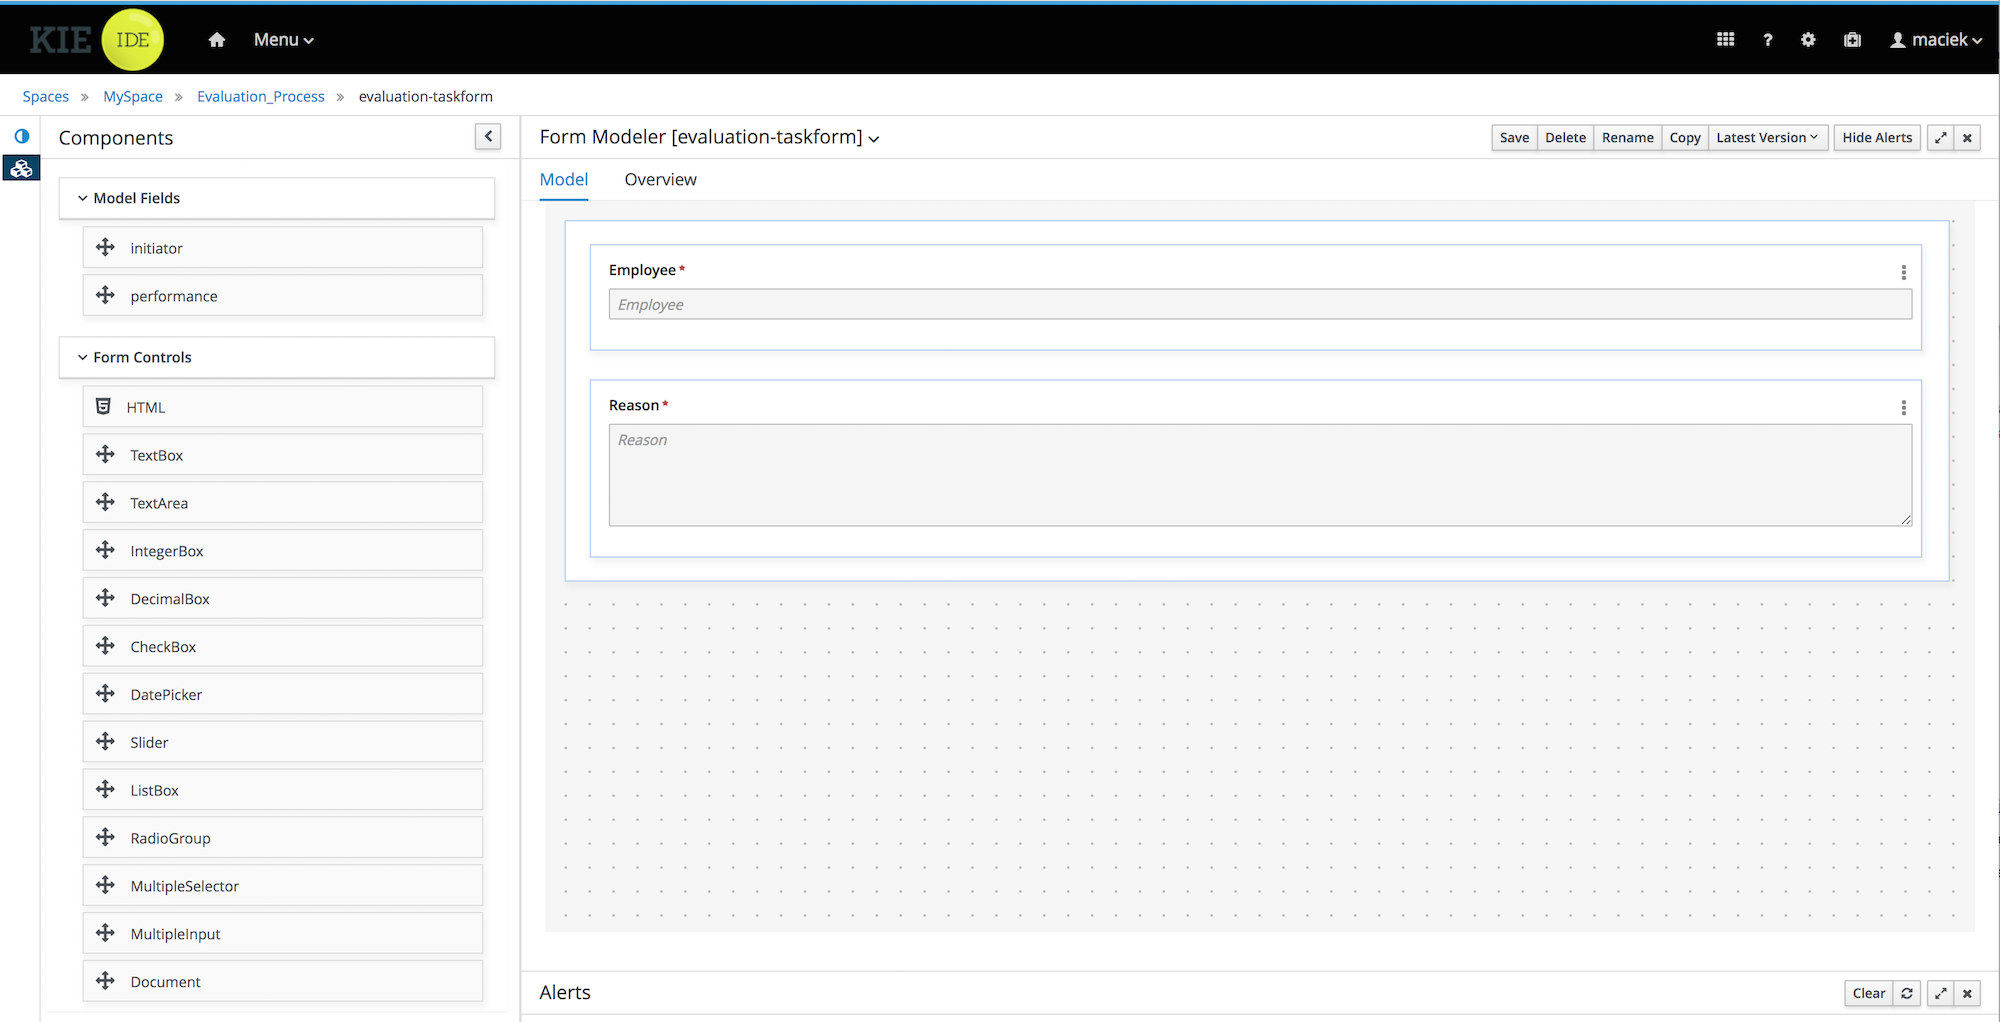 KIE IDE Menu ? maciek
Spaces » MySpace » Evaluation_Process » evaluation-taskform
Components
Model Fields
initiator
performance
Form Controls
HTML
TextBox
TextArea
IntegerBox
DecimalBox
CheckBox
DatePicker
Slider
ListBox
RadioGroup
MultipleSelector
MultipleInput
Document
Form Modeler [evaluation-taskform]
Save Delete Rename Copy Latest Version Hide Alerts
Model Overview
Employee *
Employee
Reason *
Reason
Alerts
Clear